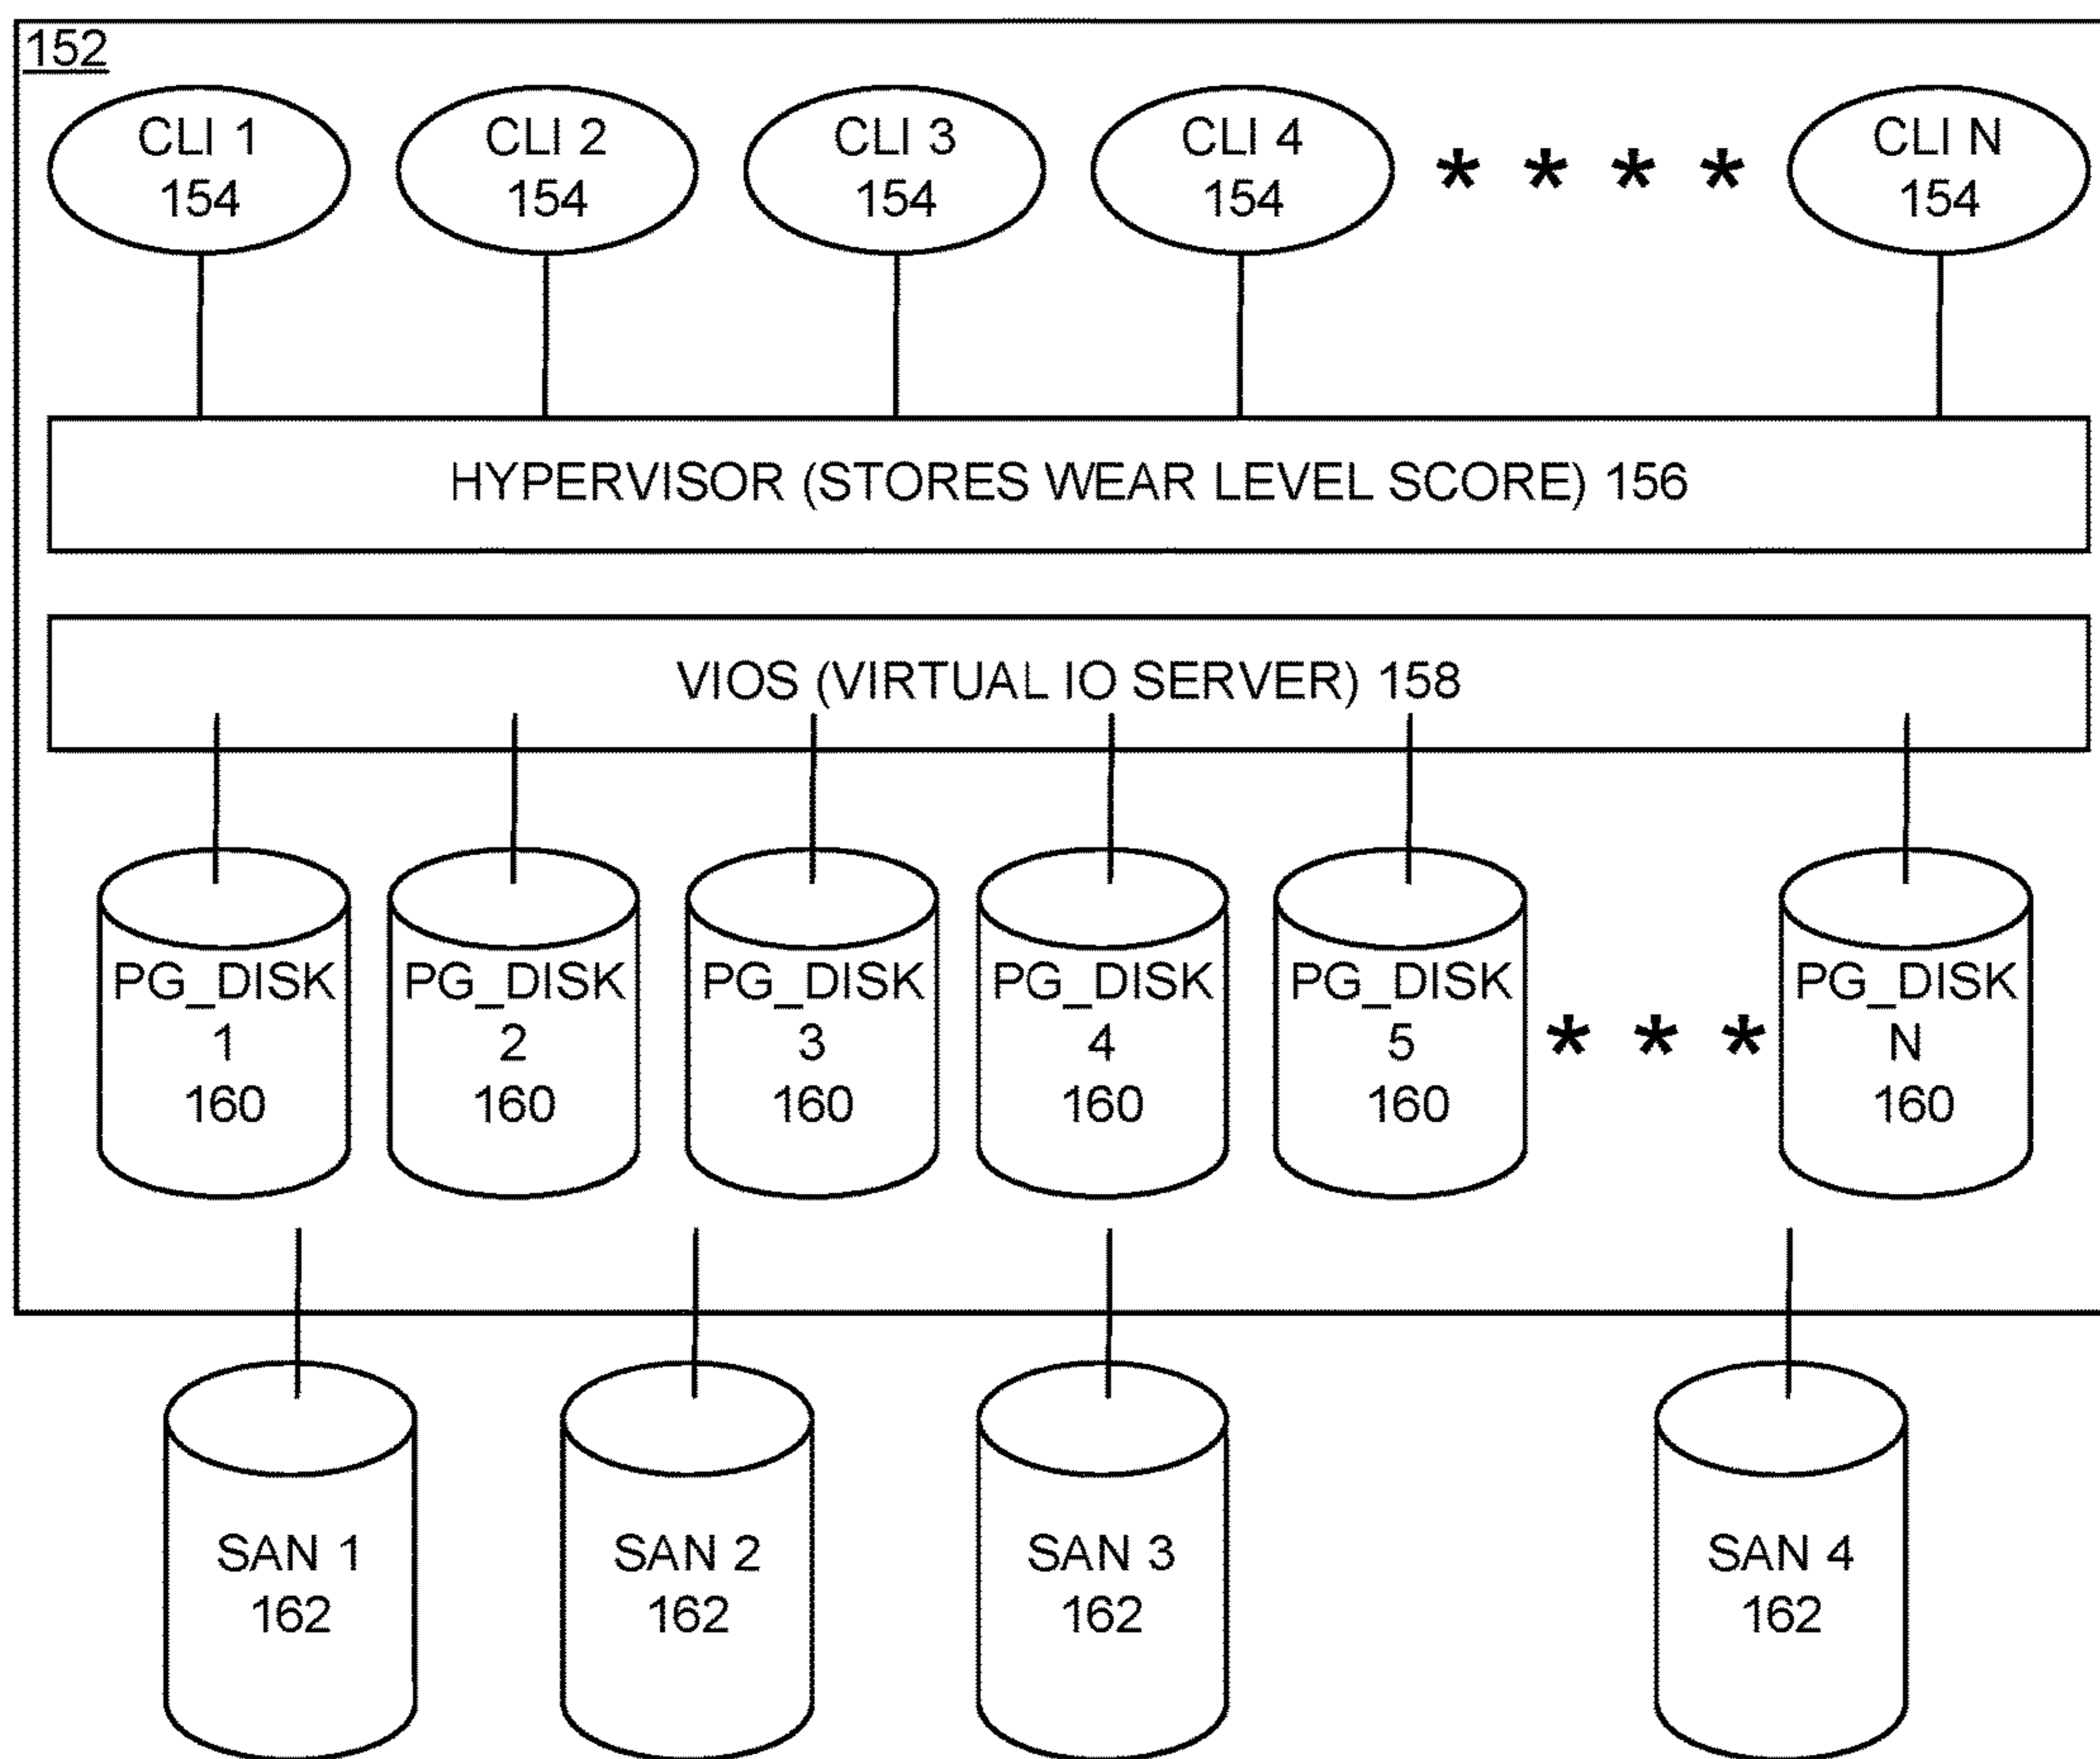 152
CLI 1
154
CLI 2
154
CLI 3
154
CLI 4
154
* * * *
CLI N
154
HYPERVISOR (STORES WEAR LEVEL SCORE) 156
VIOS (VIRTUAL IO SERVER) 158
PG_DISK
1
160
PG_DISK
2
160
PG_DISK
3
160
PG_DISK
4
160
PG_DISK
5
160
* * *
PG_DISK
N
160
SAN 1
162
SAN 2
162
SAN 3
162
SAN 4
162